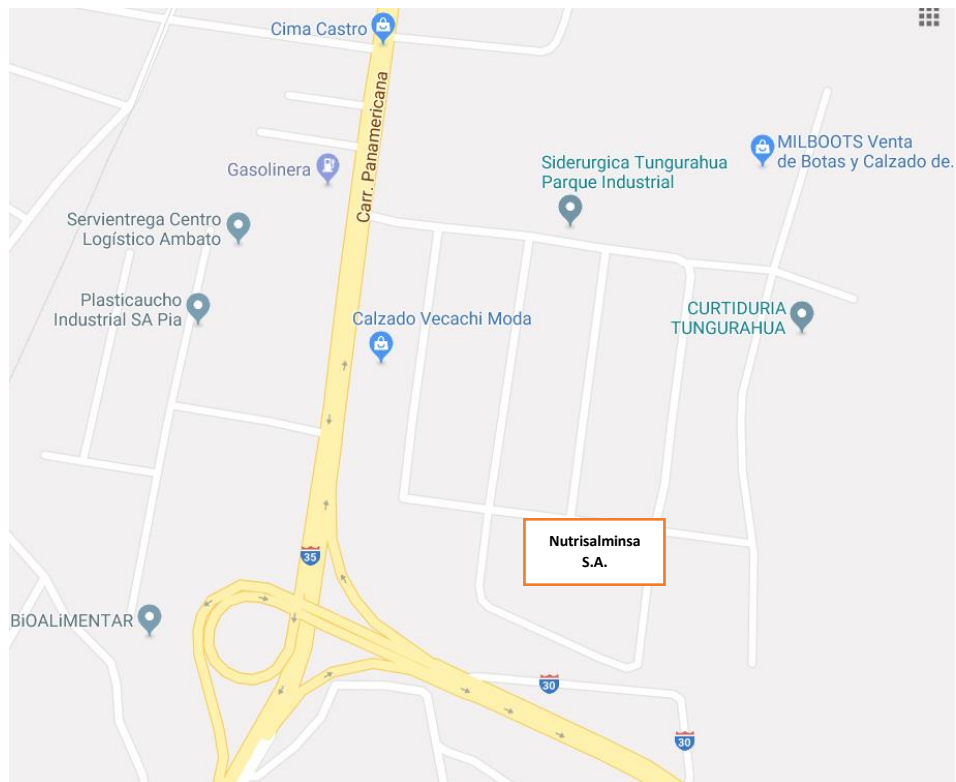 Cima Castro
Carr. Panamericana
MILBOOTS Venta
de Botas y Calzado de.
Siderurgica Tungurahua
Parque Industrial
Gasolinera
Servientrega Centro
Logístico Ambato
Plasticaucho
Industrial SA Pia
Calzado Vecachi Moda
CURTIDURIA
TUNGURAHUA
Nutrisalminsa
S.A.
35
BiOALiMENTAR
30
30